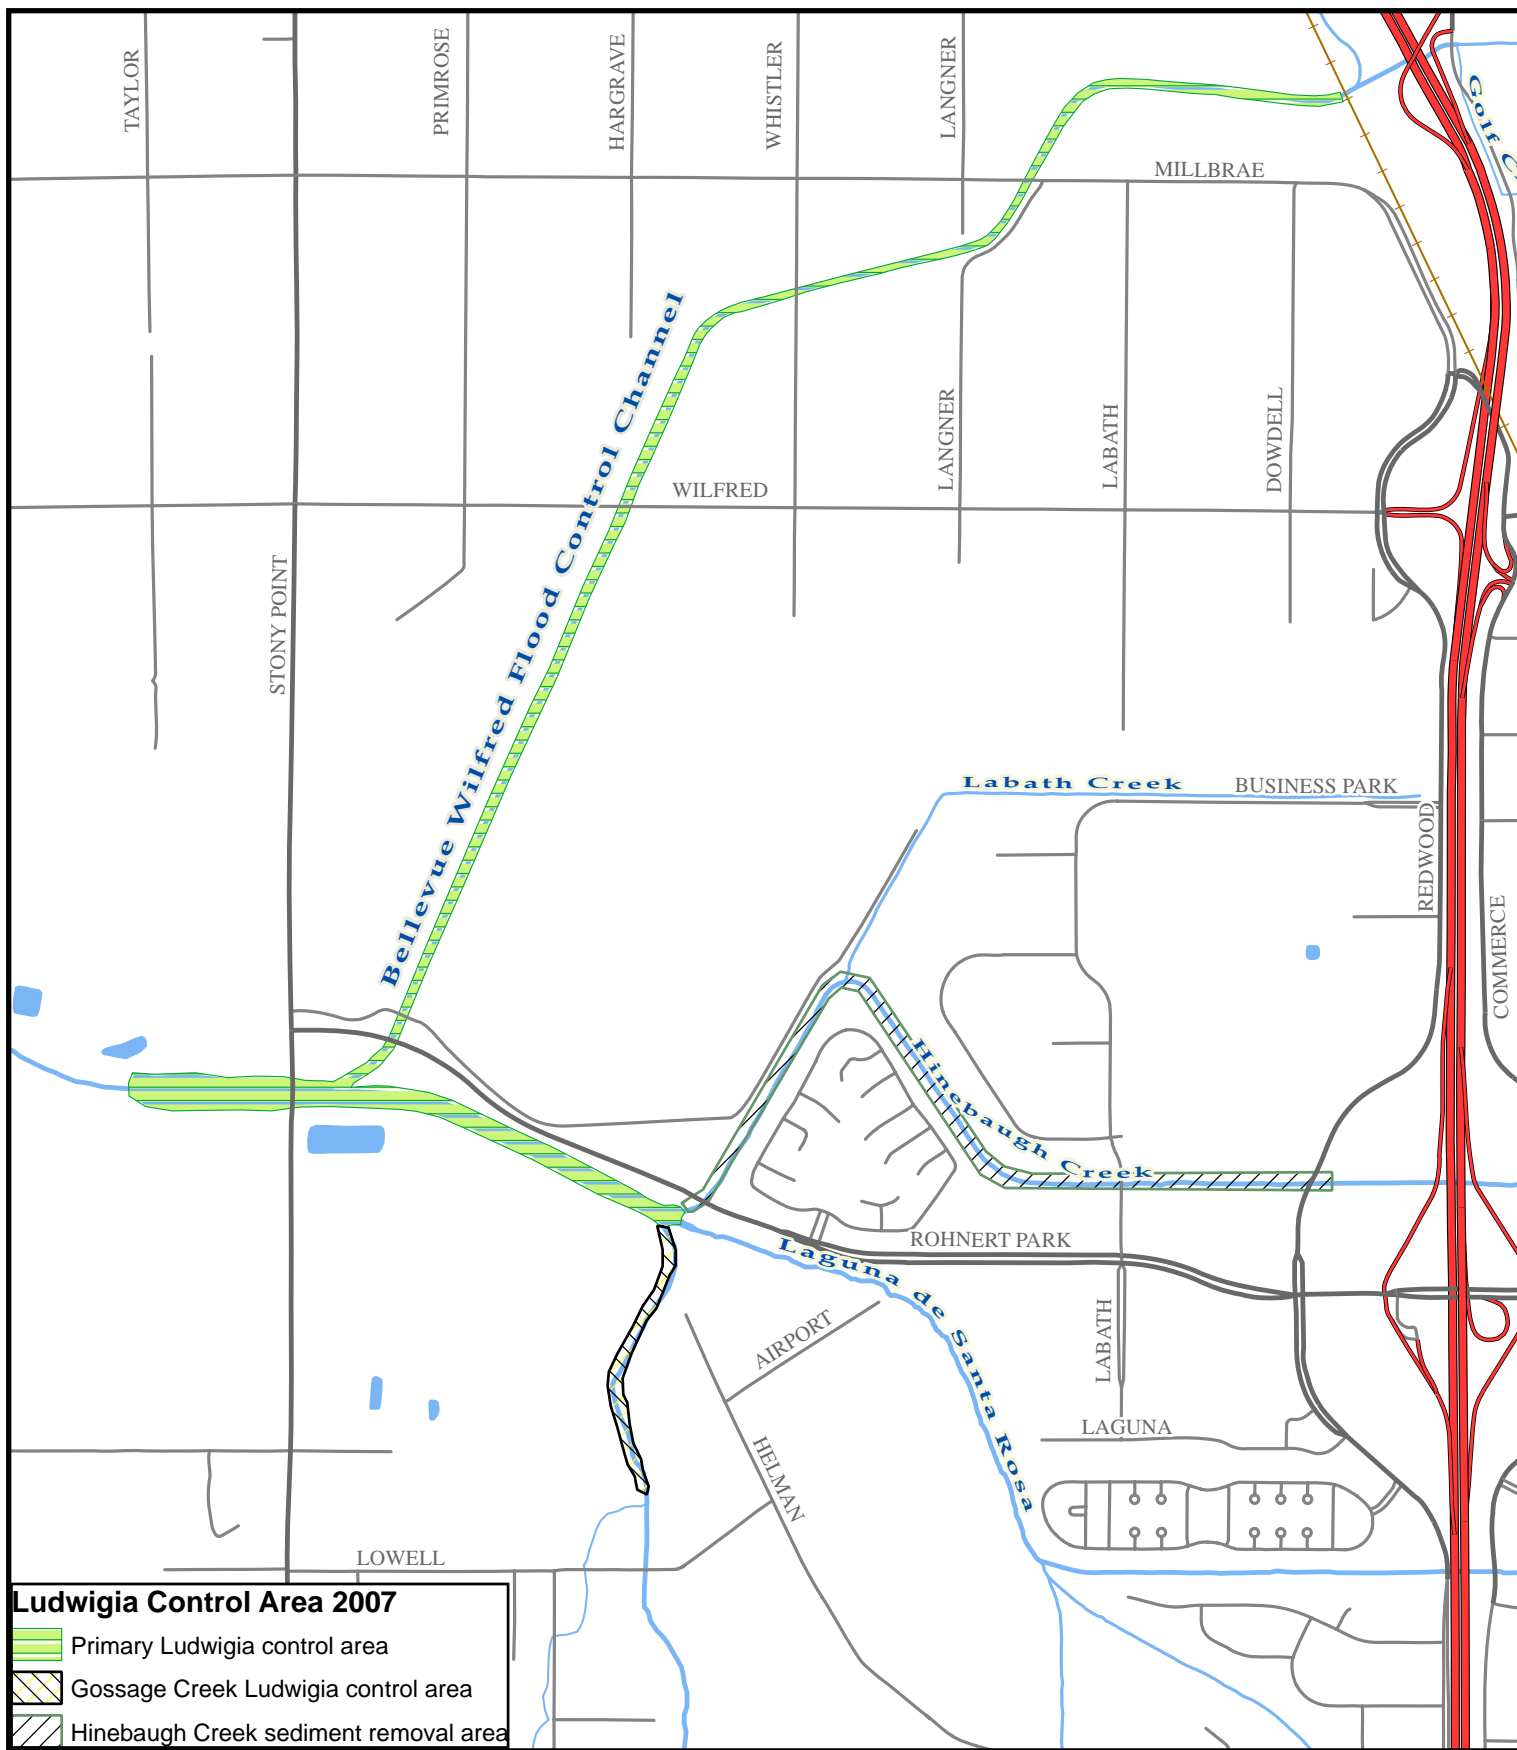 TAYLOR
PRIMROSE
HARGRAVE
WHISTLER
LANGNER
MILLBRAE
Golf
Bellevue Wilfred Flood Control Channel
LANGNER
LABATH
DOWDELL
WILFRED
STONY POINT
Labath Creek
BUSINESS PARK
REDWOOD
COMMERCE
Hinebaugh Creek
ROHNERT PARK
Laguna de Santa Rosa
AIRPORT
LABATH
LAGUNA
HELMAN
LOWELL
Ludwigia Control Area 2007
Primary Ludwigia control area
Gossage Creek Ludwigia control area
Hinebaugh Creek sediment removal area